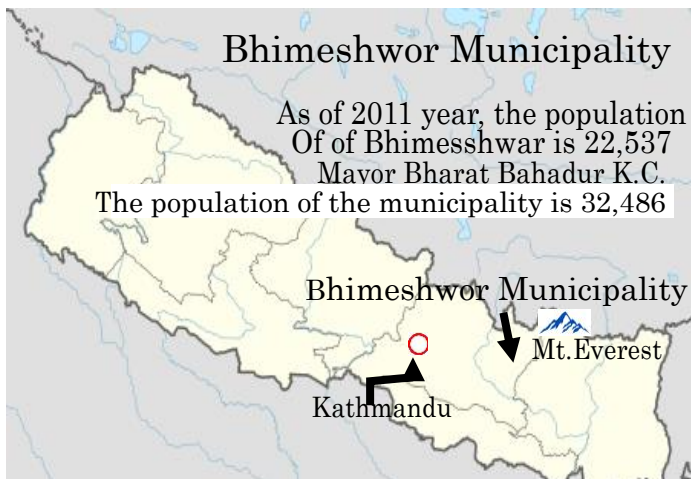 Bhimeshwor Municipality
As of 2011 year, the population
Of of Bhimesshwar is 22,537
Mayor Bharat Bahadur K.C.
The population of the municipality is 32,486
Bhimeshwor Municipality
Mt.Everest
Kathmandu